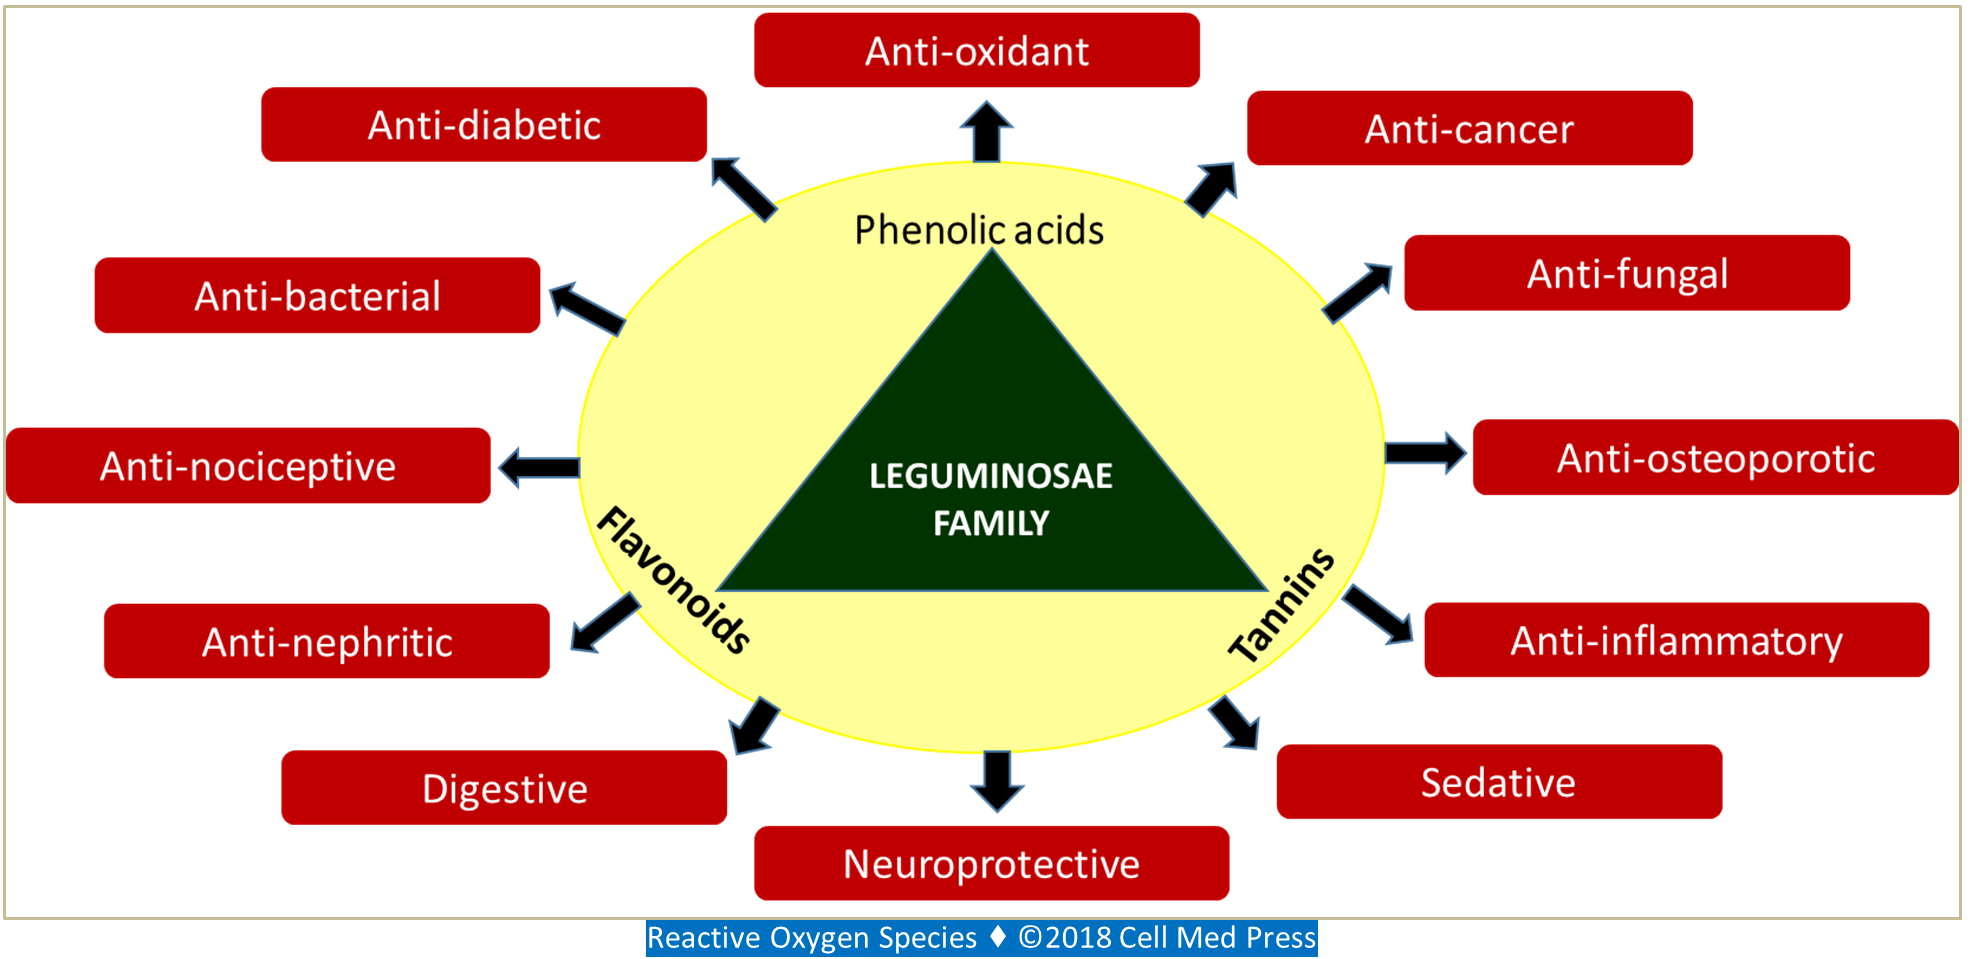 Anti-oxidant
Anti-diabetic
Anti-cancer
Phenolic acids
Anti-fungal
Anti-bacterial
Anti-nociceptive
LEGUMINOSAE
FAMILY
Anti-osteoporotic
Flavonoids
Tannins
Anti-nephritic
Anti-inflammatory
Digestive
Sedative
Neuroprotective
Reactive Oxygen Species ♦ ©2018 Cell Med Press